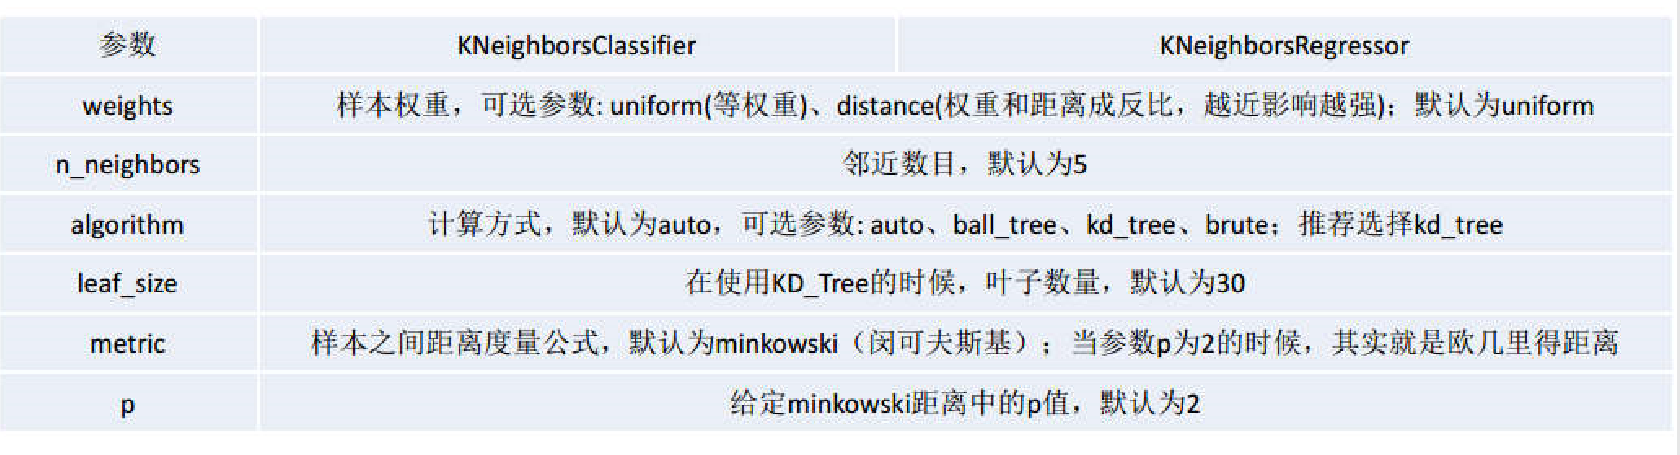 参数 KNeighborsClassifier KNeighborsRegressor
weights 样本权重，可选参数: uniform(等权重)、distance(权重和距离成反比，越近影响越强)；默认为uniform
n_neighbors 邻近数目，默认为5
algorithm 计算方式，默认为auto，可选参数: auto、ball_tree、kd_tree、brute；推荐选择kd_tree
leaf_size 在使用KD_Tree的时候，叶子数量，默认为30
metric 样本之间距离度量公式，默认为minkowski（闵可夫斯基）；当参数p为2的时候，其实就是欧几里得距离
p 给定minkowski距离中的p值，默认为2